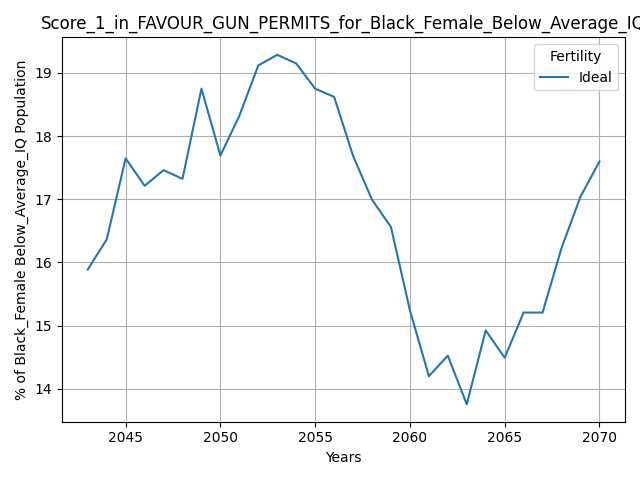 Score_1_in_FAVOUR_GUN_PERMITS_for_Black_Female_Below_Average_IQ
Fertility
Ideal
% of Black_Female Below_Average_IQ Population
19
18
17
16
15
14
2045 2050 2055 2060 2065 2070
Years